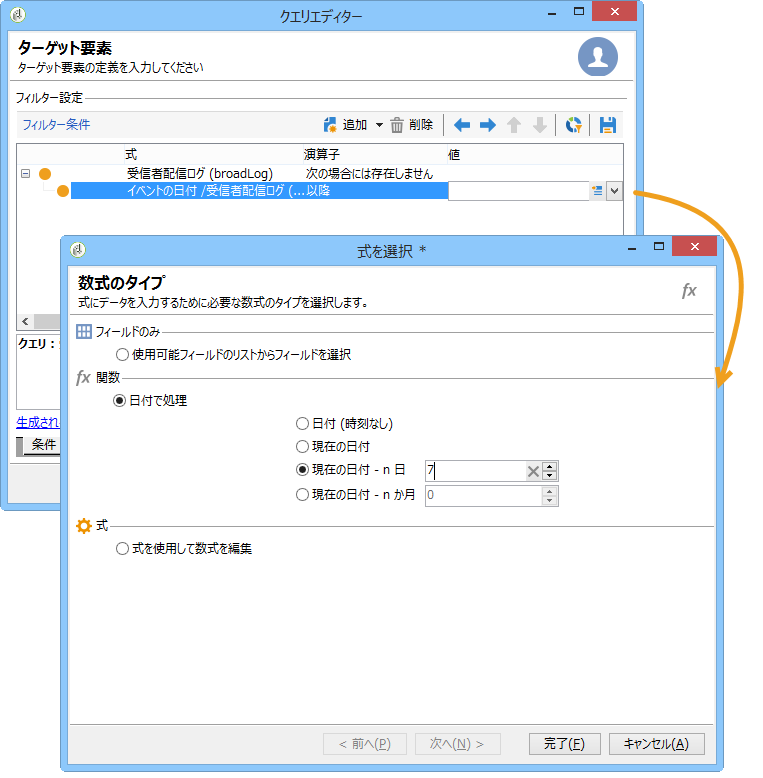 クエリエディター
ターゲット要素
ターゲット要素の定義を入力してください
フィルター設定
フィルター条件 追加 削除
式 演算子 値
受信者配信ログ (broadLog) 次の場合には存在しません
イベントの日付 /受信者配信ログ (... 以降
クエリ：
生成され
条件
式を選択 *
数式のタイプ
式にデータを入力するために必要な数式のタイプを選択します。
fx
フィールドのみ
使用可能フィールドのリストからフィールドを選択
fx 関数
日付で処理
日付 (時刻なし)
現在の日付
現在の日付 - n 日 7
現在の日付 - n か月 0
式
式を使用して数式を編集
< 前へ(P) 次へ(N) > 完了(F) キャンセル(A)